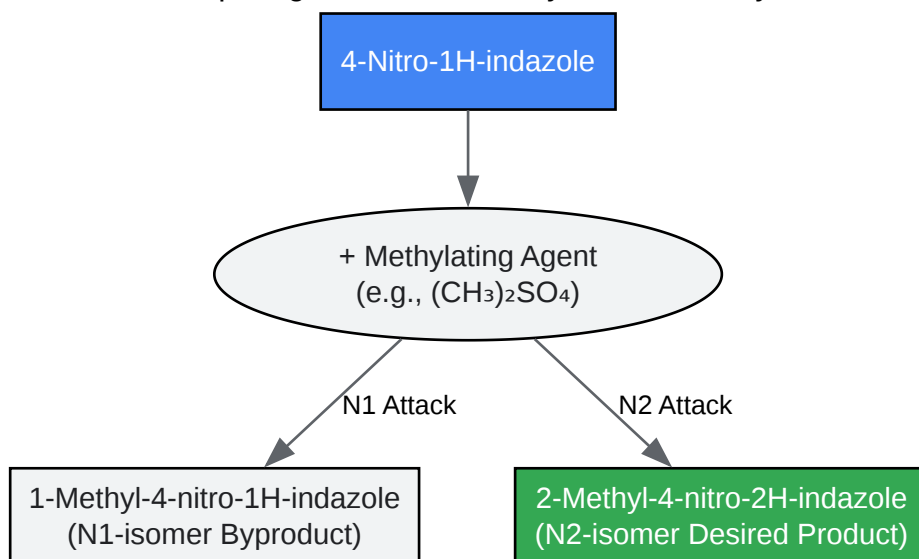 4-Nitro-1H-indazole
+ Methylating Agent
(e.g., (CH₃)₂SO₄)
N1 Attack
N2 Attack
1-Methyl-4-nitro-1H-indazole
(N1-isomer Byproduct)
2-Methyl-4-nitro-2H-indazole
(N2-isomer Desired Product)